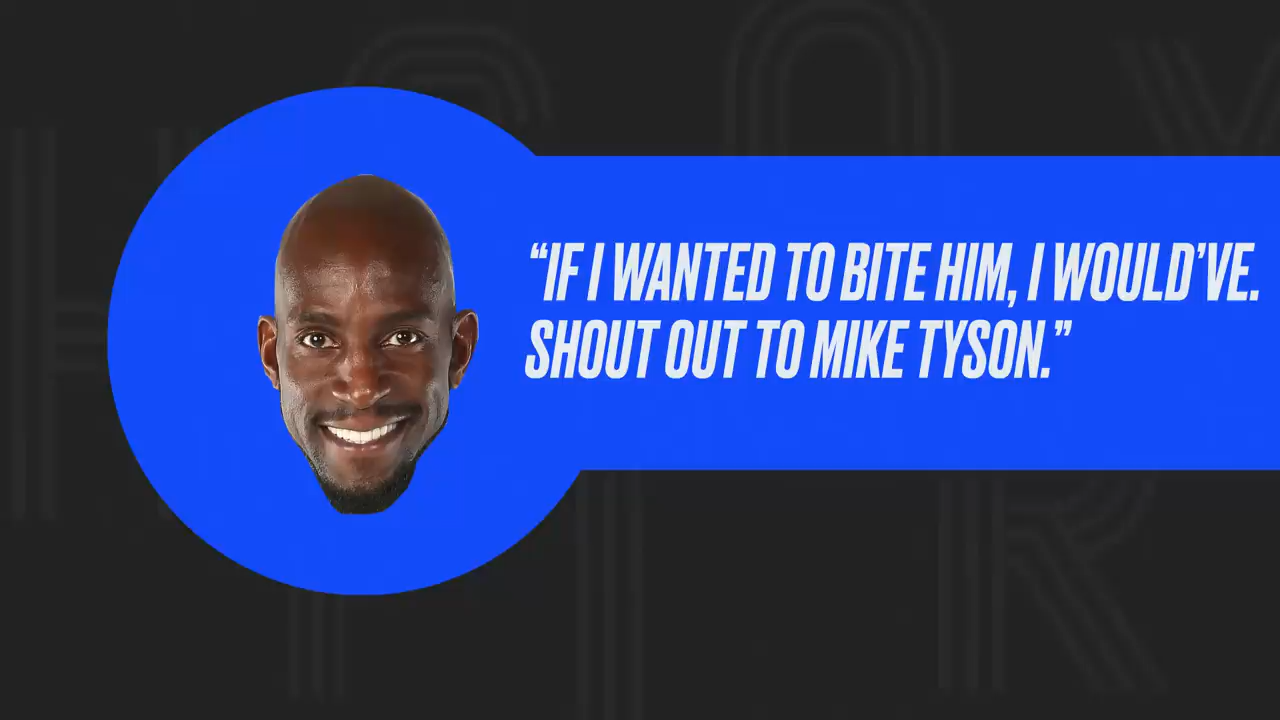 “IF I WANTED TO BITE HIM, I WOULD’VE.
SHOUT OUT TO MIKE TYSON.”